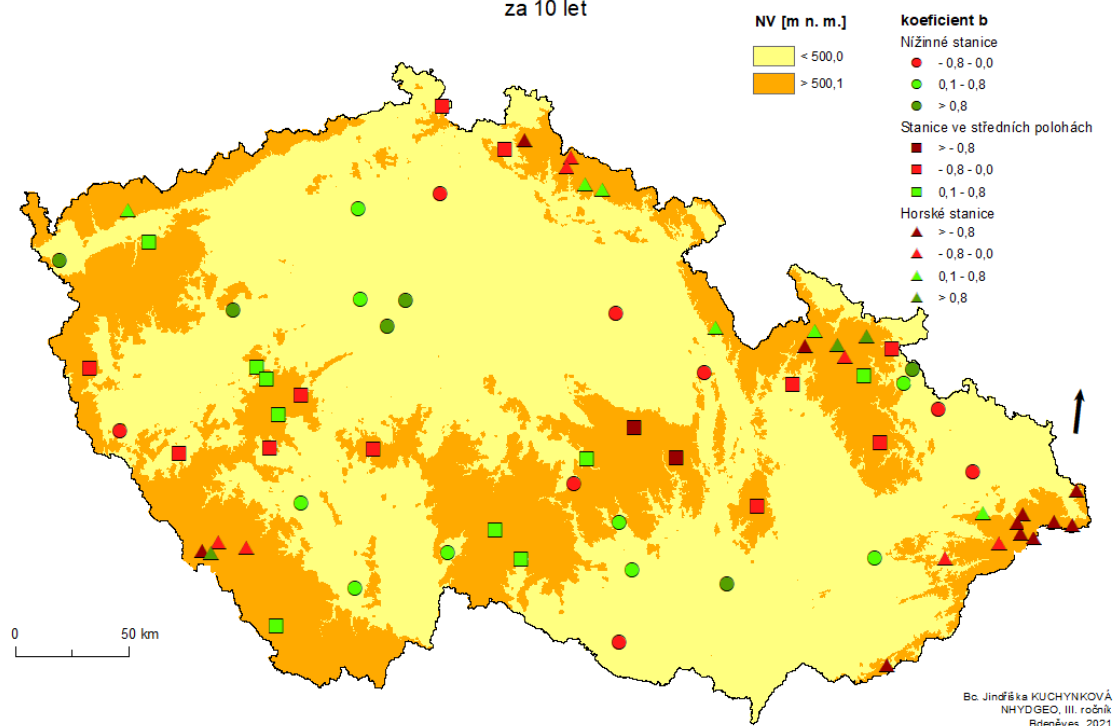 za 10 let
NV [m n. m.]
< 500,0
> 500,1
koeficient b
Nížinné stanice
- 0,8 - 0,0
0,1 - 0,8
> 0,8
Stanice ve středních polohách
> - 0,8
- 0,8 - 0,0
0,1 - 0,8
Horské stanice
> - 0,8
- 0,8 - 0,0
0,1 - 0,8
> 0,8
0 50 km
Bc. Jindřiška KUCHYNKOVÁ
NHYDGEO, III. ročník
Bdeněves, 2021